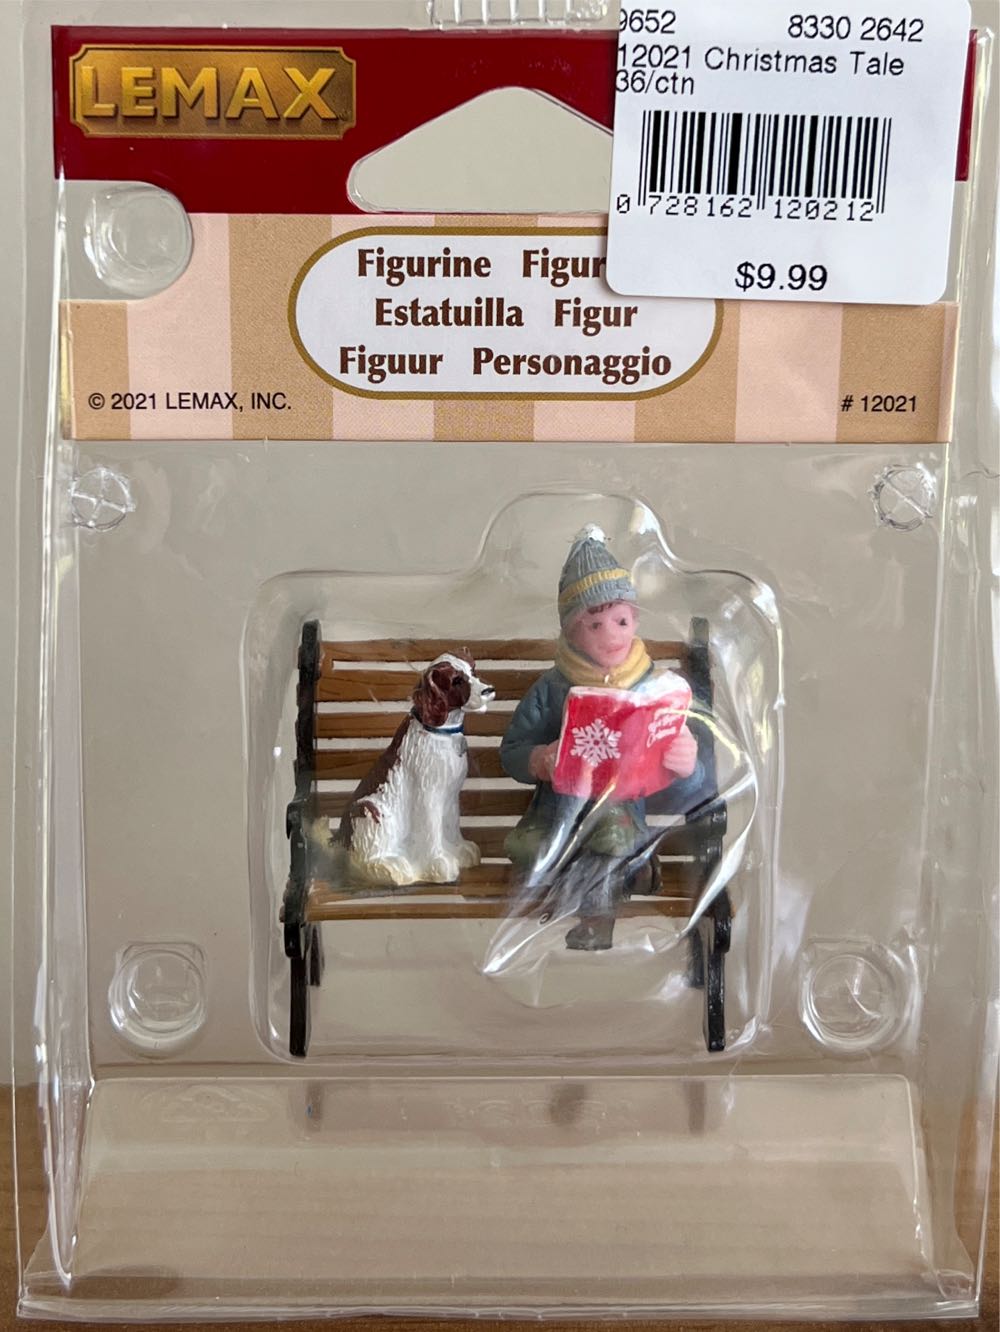 LEMAX
9652 8330 2642
12021 Christmas Tale
36/ctn
0 728162 120212
$9.99
Figurine Figur
Estatuilla Figur
Figuur Personaggio
© 2021 LEMAX, INC.
# 12021